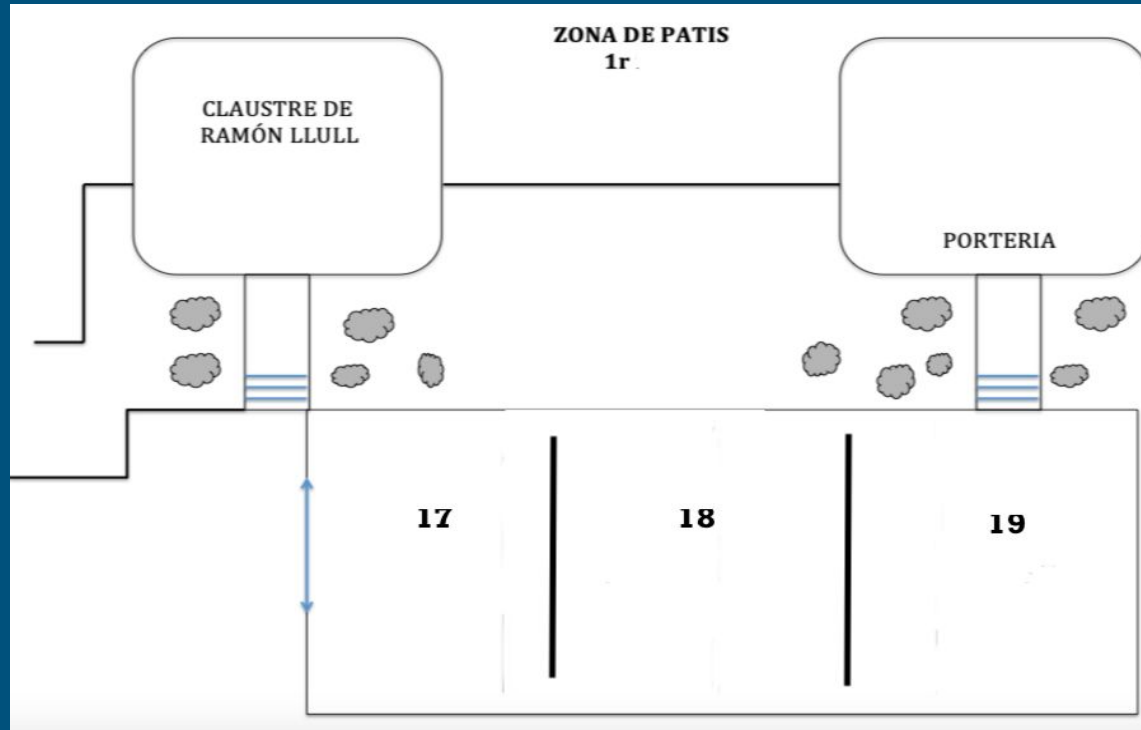 ZONA DE PATIS
1r
CLAUSTRE DE
RAMÓN LLULL
PORTERIA
17
18
19